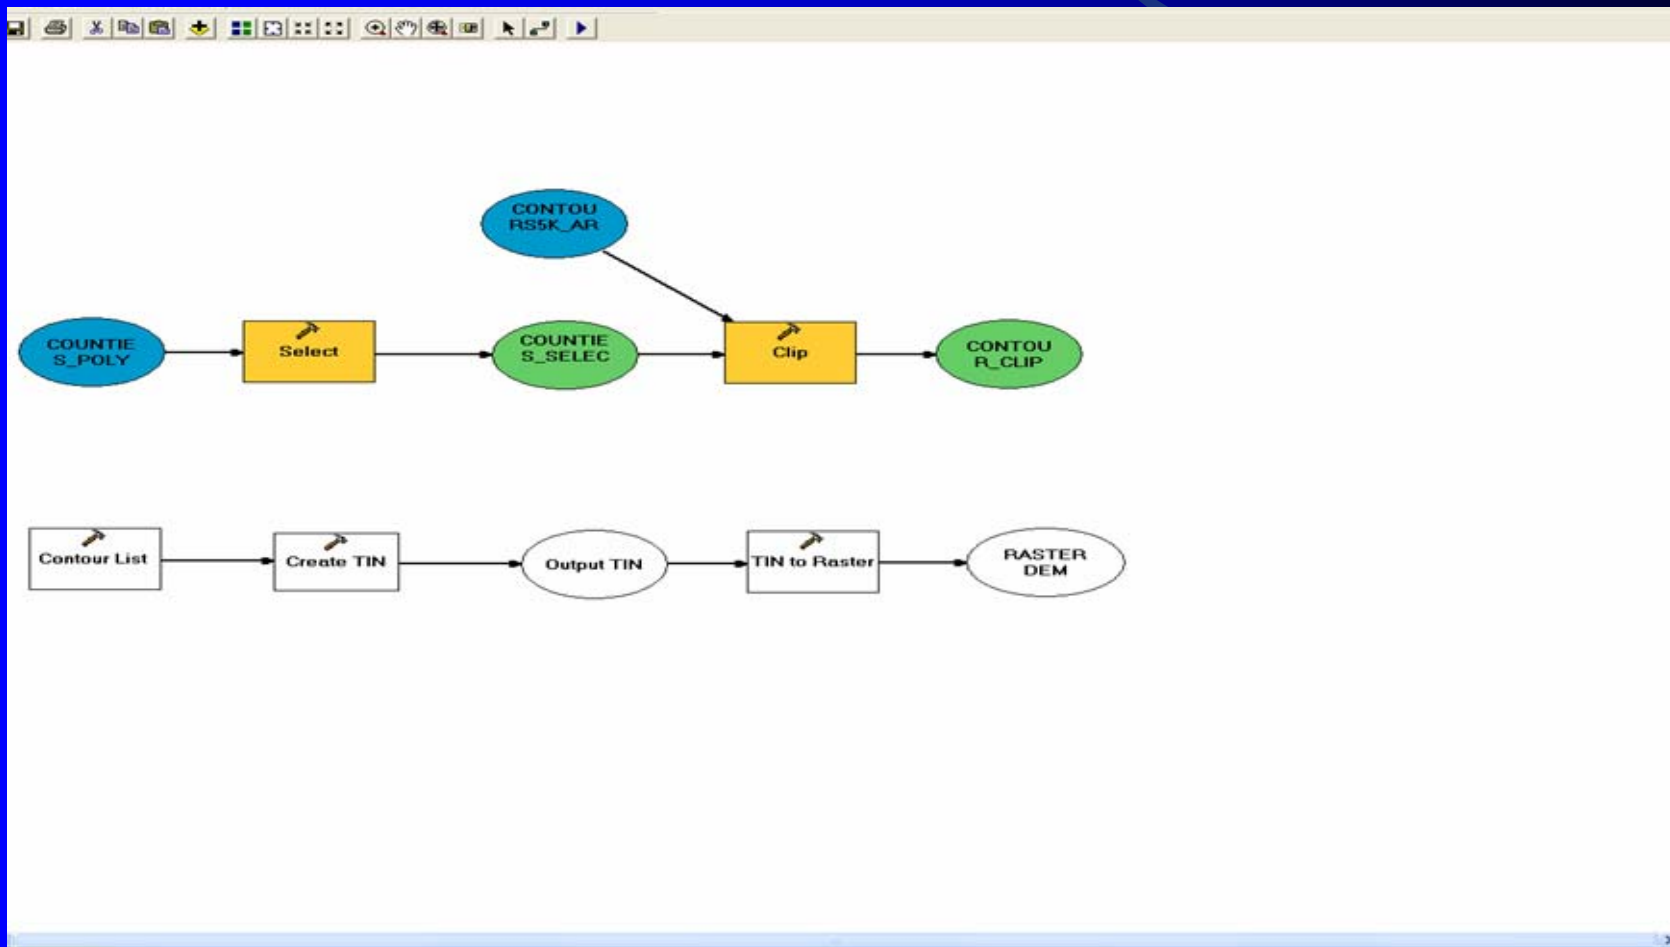 CONTOU
RS5K_AR
COUNTIE
S_POLY
Select
COUNTIE
S_SELEC
Clip
CONTOU
R_CLIP
Contour List
Create TIN
Output TIN
TIN to Raster
RASTER
DEM